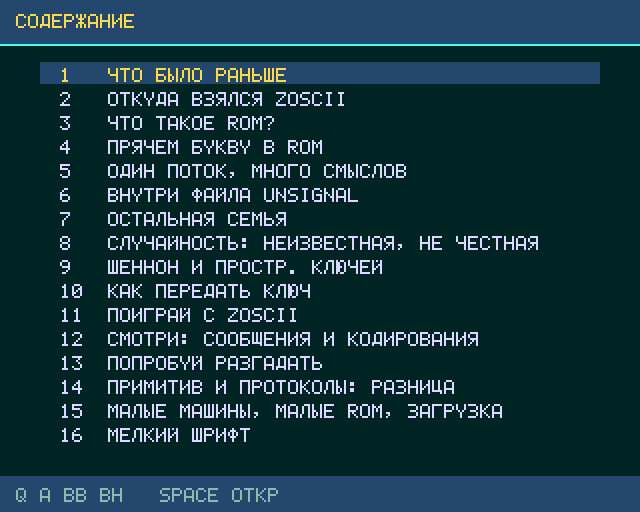 СОДЕРЖАНИЕ
1 ЧТО БЫЛО РАНЬШЕ
2 ОТКУДА ВЗЯЛСЯ ZOSCII
3 ЧТО ТАКОЕ ROM?
4 ПРЯЧЕМ БУКВУ В ROM
5 ОДИН ПОТОК, МНОГО СМЫСЛОВ
6 ВНУТРИ ФАЙЛА UNSIGNAL
7 ОСТАЛЬНАЯ СЕМЬЯ
8 СЛУЧАЙНОСТЬ: НЕИЗВЕСТНАЯ, НЕ ЧЕСТНАЯ
9 ШЕННОН И ПРОСТР. КЛЮЧЕЙ
10 КАК ПЕРЕДАТЬ КЛЮЧ
11 ПОИГРАЙ С ZOSCII
12 СМОТРИ: СООБЩЕНИЯ И КОДИРОВАНИЯ
13 ПОПРОБУЙ РАЗГАДАТЬ
14 ПРИМИТИВ И ПРОТОКОЛЫ: РАЗНИЦА
15 МАЛЫЕ МАШИНЫ, МАЛЫЕ ROM, ЗАГРУЗКА
16 МЕЛКИЙ ШРИФТ
Q A ВВ ВН SPACE ОТКР